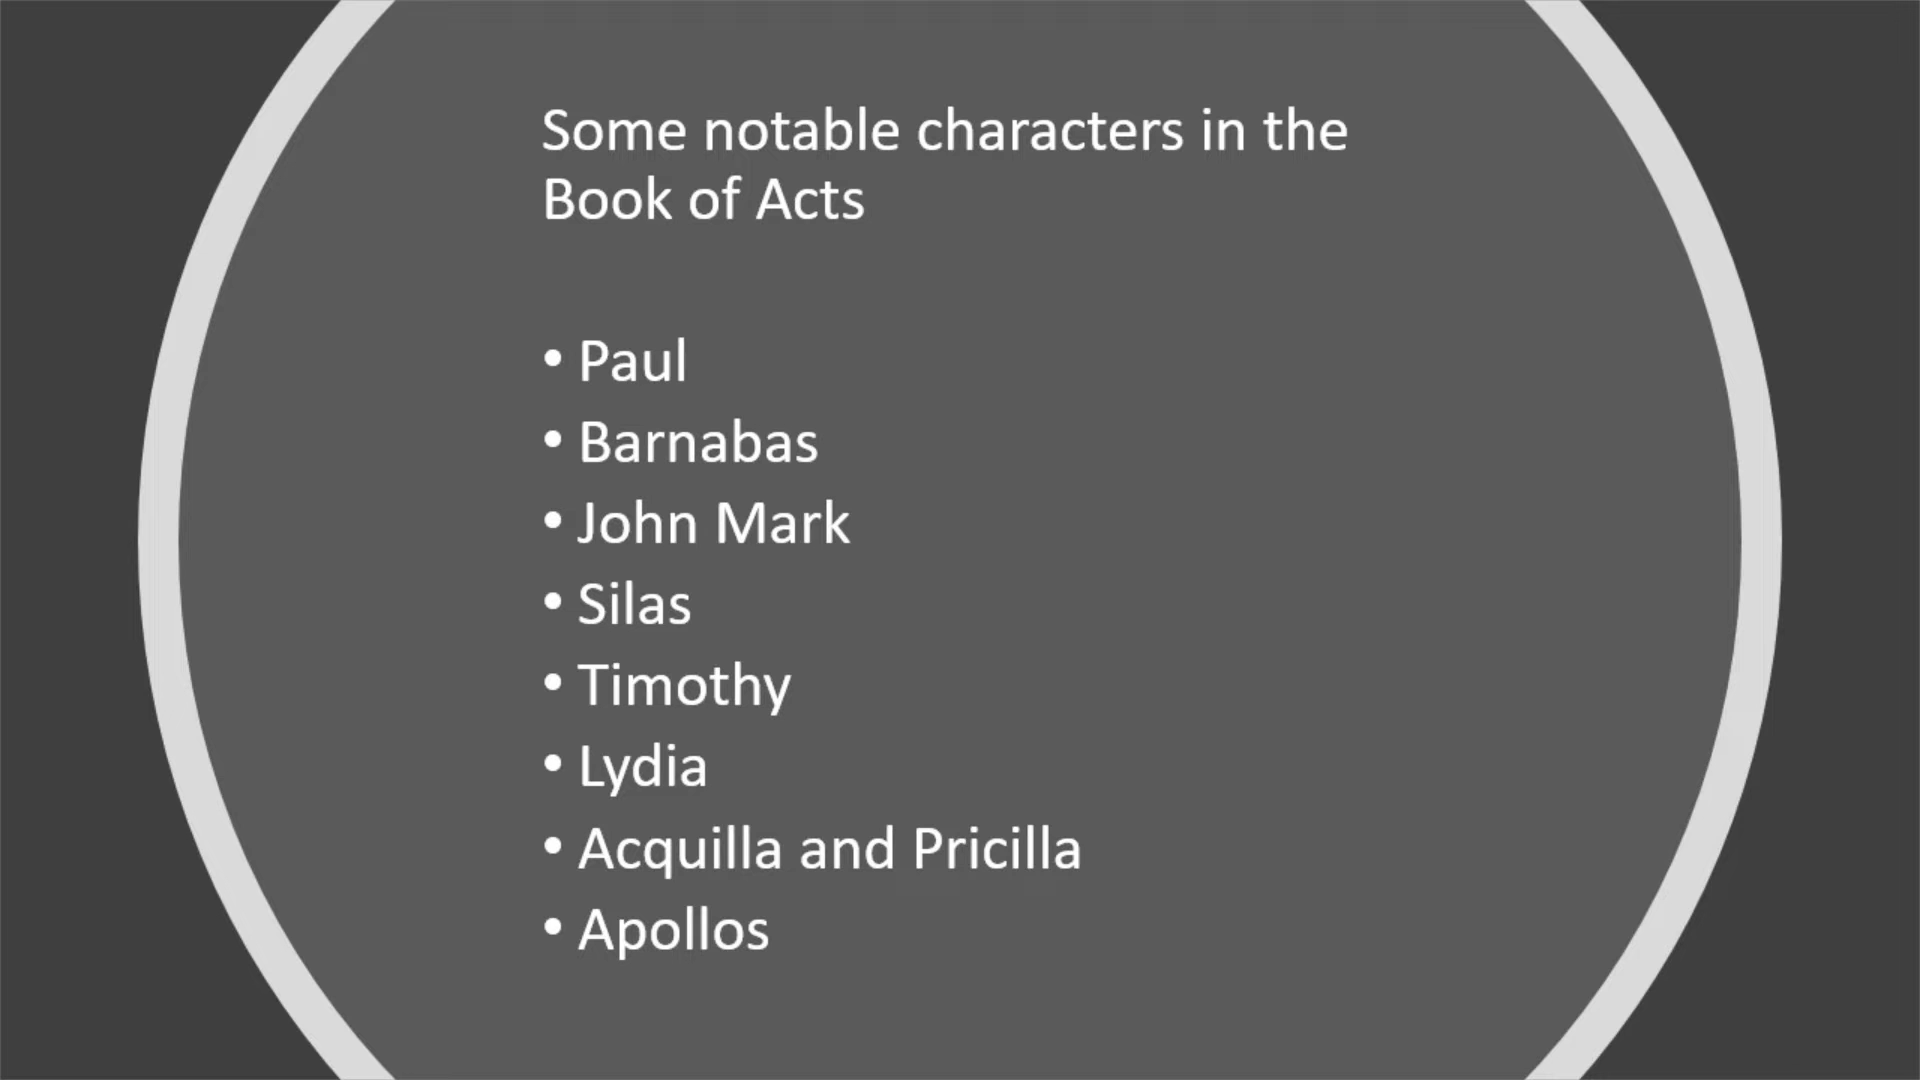 Some notable characters in the
Book of Acts
• Paul
• Barnabas
• John Mark
• Silas
• Timothy
• Lydia
• Acquilla and Pricilla
• Apollos